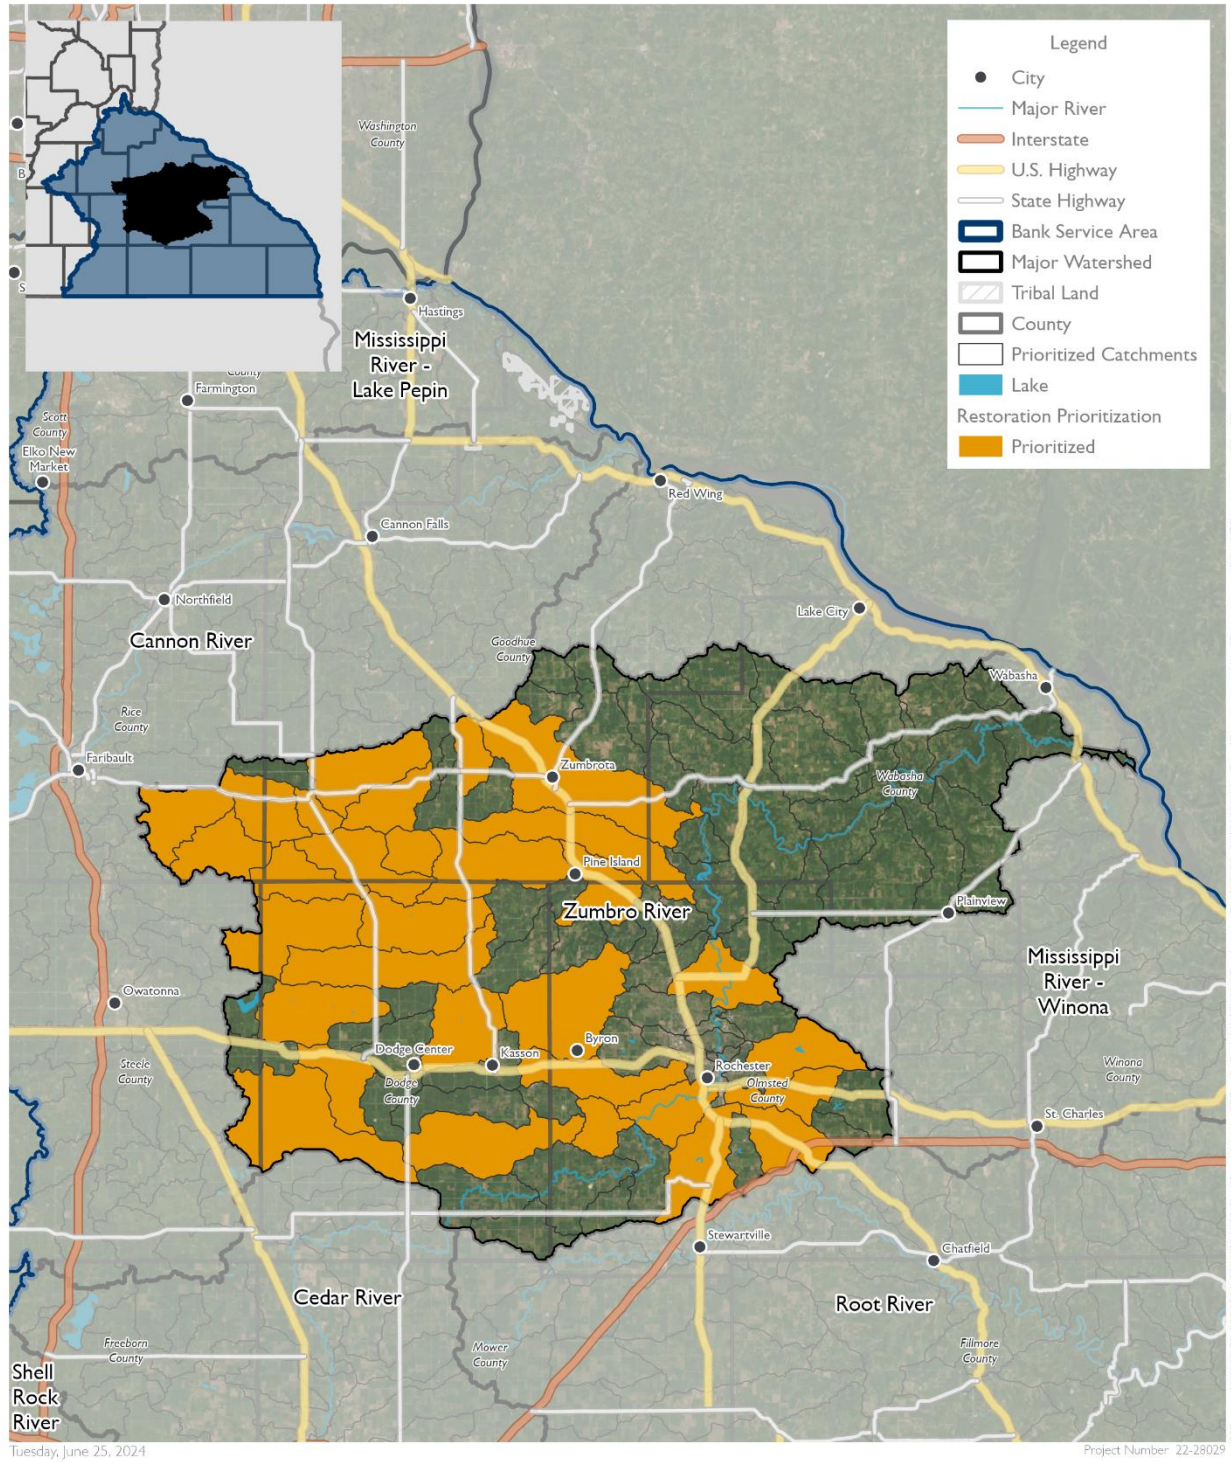 Legend
City
Major River
Interstate
U.S. Highway
State Highway
Bank Service Area
Major Watershed
Tribal Land
County
Prioritized Catchments
Lake
Restoration Prioritization
Prioritized
B
S
Washington
County
Hastings
Mississippi
River -
Lake Pepin
County
Farmington
Scott
County
Elko New
Market
Red Wing
Cannon Falls
Northfield
Cannon River
Lake City
Goodhue
County
Wabasha
Rice
County
Faribault
Zumbrota
Wabasha
County
Pine Island
Zumbro River
Plainview
Mississippi
River -
Winona
Owatonna
Byron
Dodge Center
Kasson
Rochester
Steele
County
Dodge
County
Olmsted
County
Winona
County
St. Charles
Stewartville
Chatfield
Cedar River
Root River
Freeborn
County
Mower
County
Fillmore
County
Shell
Rock
River
Tuesday, June 25, 2024
Project Number 22-28029